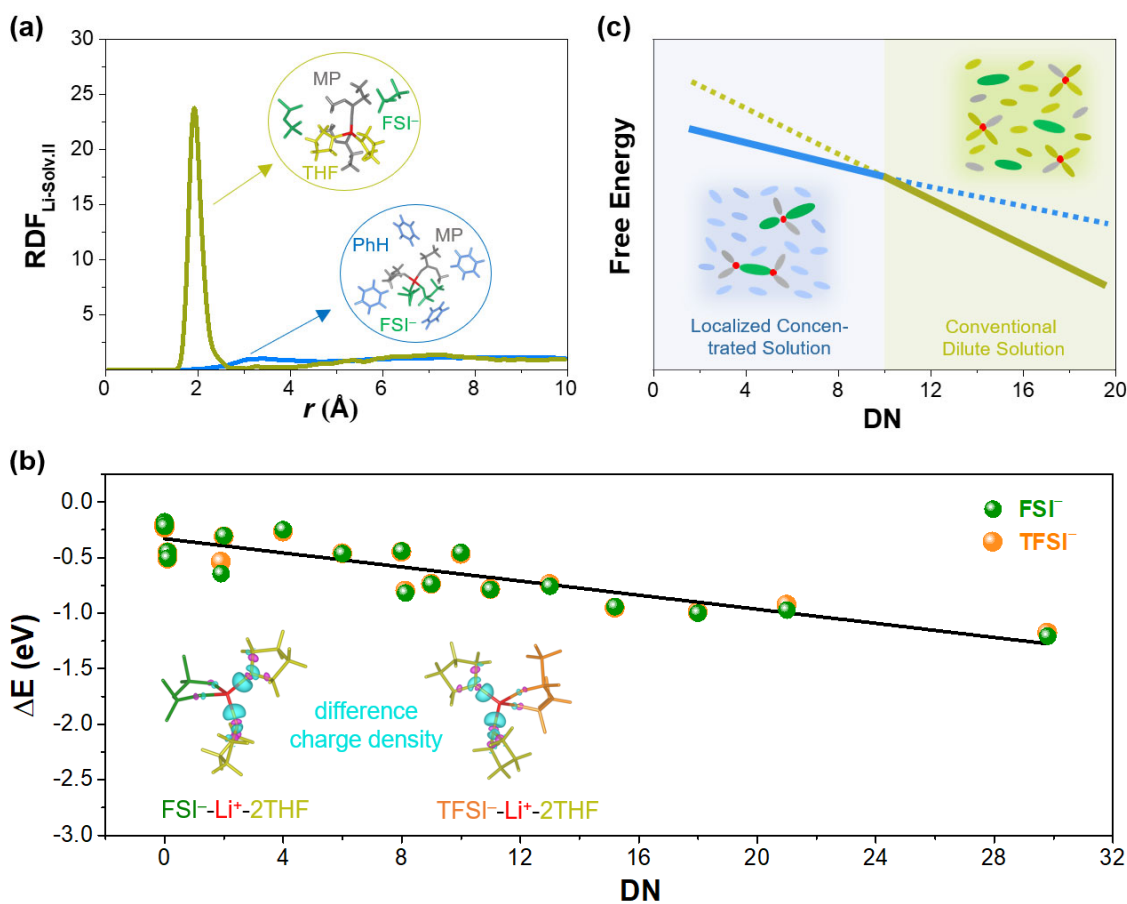 (a)
30
25
20
15
10
5
RDF Li-Solv.II
0 2 4 6 8 10
r (Å)
MP
FSI⁻
THF
PhH
MP
FSI⁻
(c)
Free Energy
Localized Concen-
trated Solution
Conventional
Dilute Solution
0 4 8 12 16 20
DN
(b)
0.0
-0.5
-1.0
-1.5
-2.0
-2.5
-3.0
ΔE (eV)
FSI⁻
TFSI⁻
difference
charge density
FSI⁻-Li⁺-2THF
TFSI⁻-Li⁺-2THF
0 4 8 12 16 20 24 28 32
DN